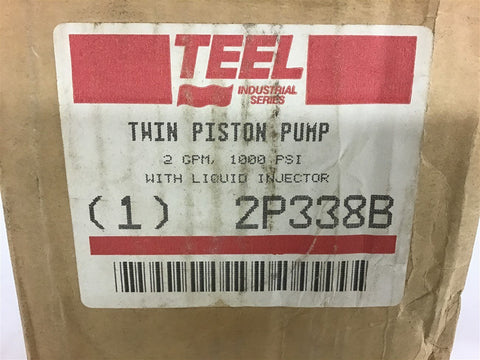 TEEL
INDUSTRIAL
SERIES
TWIN PISTON PUMP
2 GPM, 1000 PSI
WITH LIQUID INJECTOR
(1) 2P338B